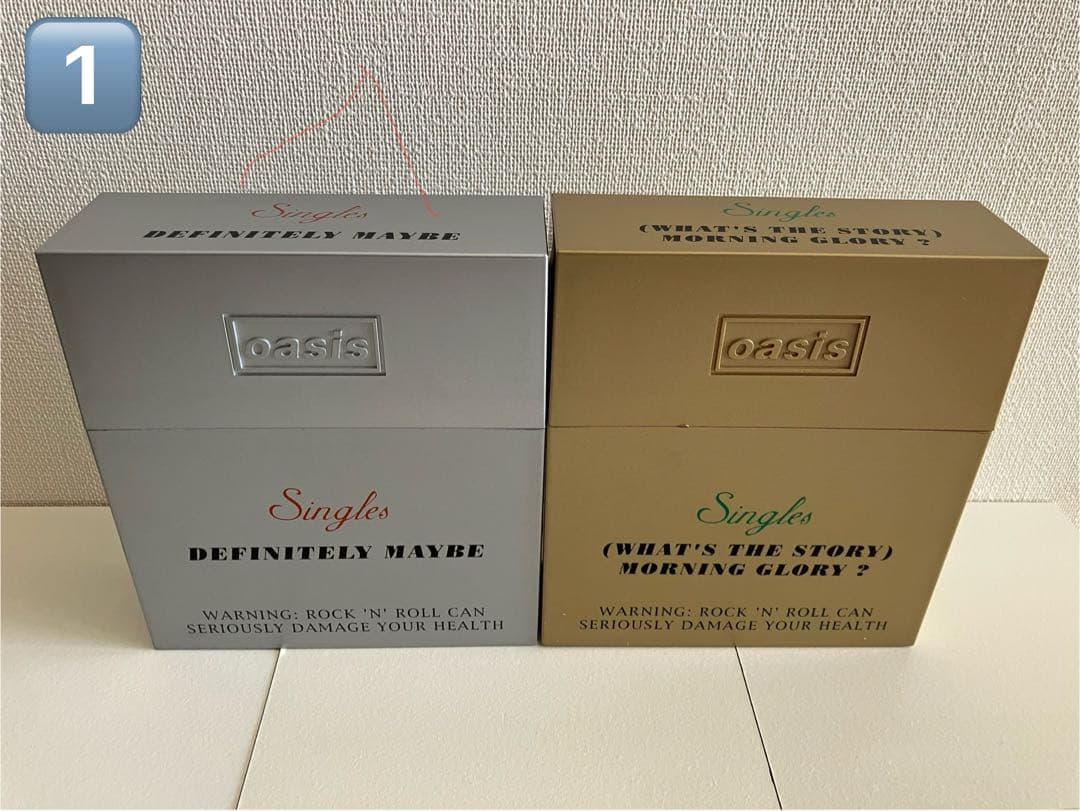 1
Singles
DEFINITELY MAYBE
oasis
Singles
DEFINITELY MAYBE
WARNING: ROCK 'N' ROLL CAN
SERIOUSLY DAMAGE YOUR HEALTH
Singles
(WHAT'S THE STORY)
MORNING GLORY ?
oasis
Singles
(WHAT'S THE STORY)
MORNING GLORY ?
WARNING: ROCK 'N' ROLL CAN
SERIOUSLY DAMAGE YOUR HEALTH